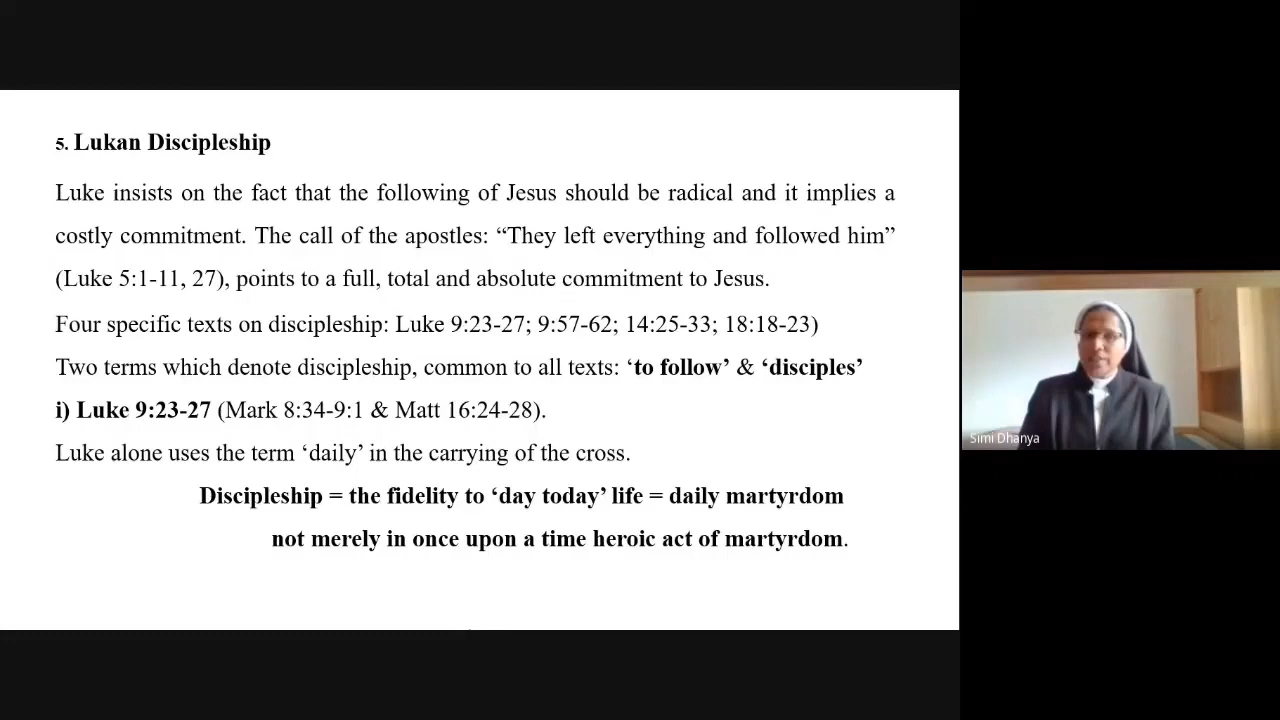 5. Lukan Discipleship
Luke insists on the fact that the following of Jesus should be radical and it implies a
costly commitment. The call of the apostles: “They left everything and followed him”
(Luke 5:1-11, 27), points to a full, total and absolute commitment to Jesus.
Four specific texts on discipleship: Luke 9:23-27; 9:57-62; 14:25-33; 18:18-23)
Two terms which denote discipleship, common to all texts: ‘to follow’ & ‘disciples’
i) Luke 9:23-27 (Mark 8:34-9:1 & Matt 16:24-28).
Luke alone uses the term ‘daily’ in the carrying of the cross.
Discipleship = the fidelity to ‘day today’ life = daily martyrdom
not merely in once upon a time heroic act of martyrdom.
Simi Dhanya